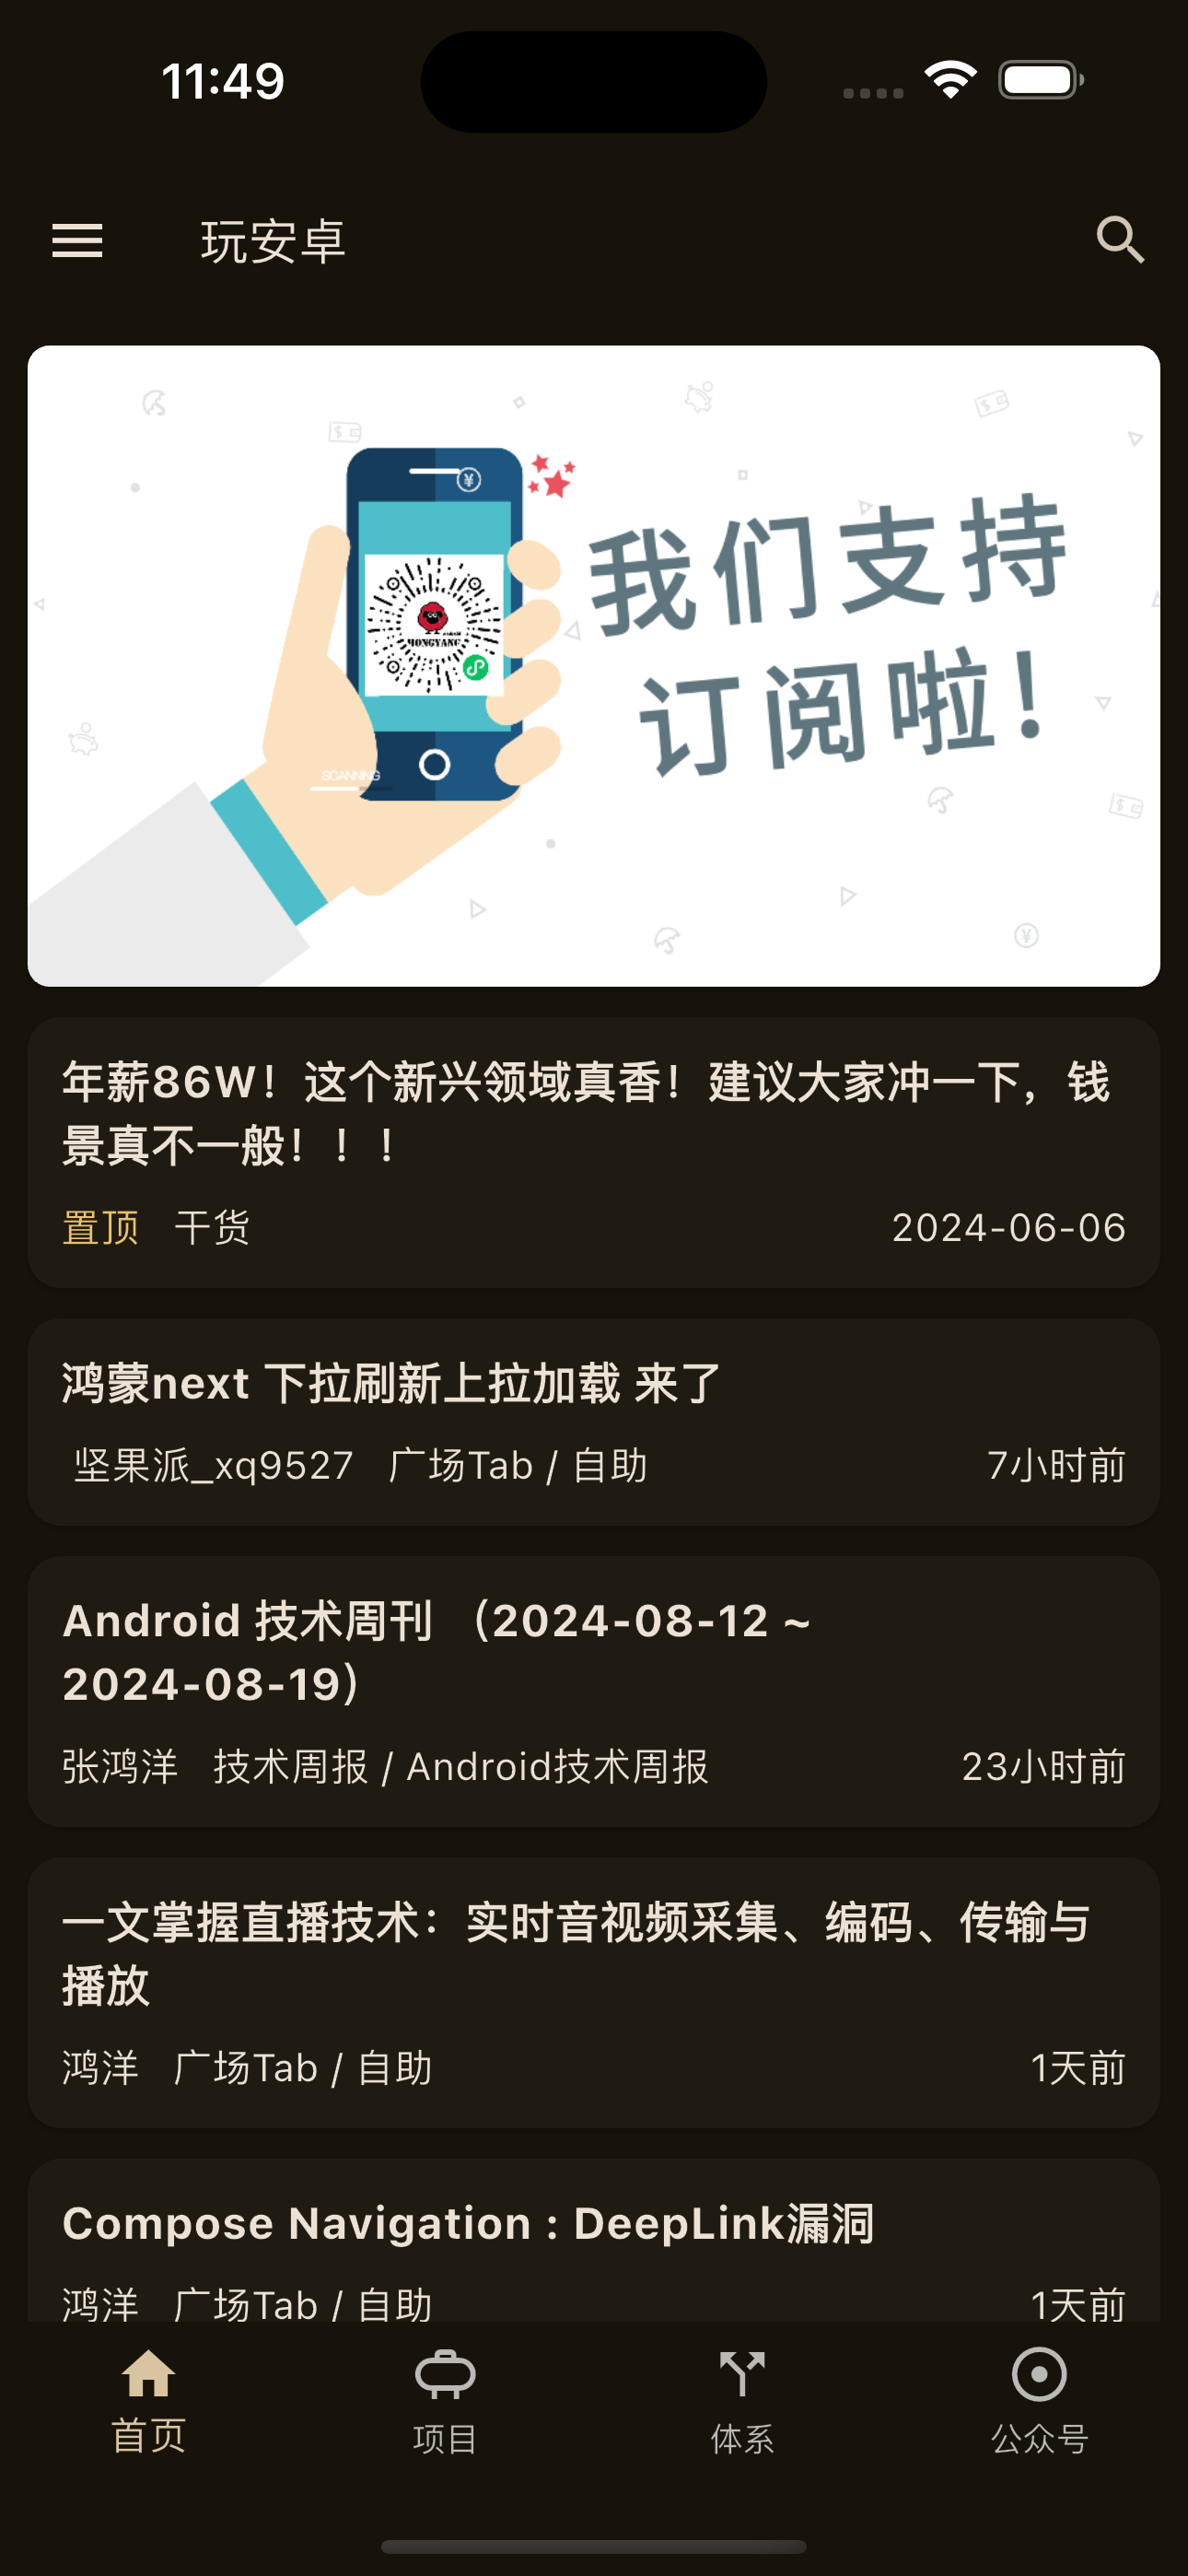 11:49
玩安卓
我们支持
订阅啦!
HONGYANG
SCANNING
年薪86W！这个新兴领域真香！建议大家冲一下，钱
景真不一般！！！
置顶 干货 2024-06-06
鸿蒙next 下拉刷新上拉加载 来了
坚果派_xq9527 广场Tab / 自助 7小时前
Android 技术周刊 （2024-08-12 ~
2024-08-19）
张鸿洋 技术周报 / Android技术周报 23小时前
一文掌握直播技术：实时音视频采集、编码、传输与
播放
鸿洋 广场Tab / 自助 1天前
Compose Navigation : DeepLink漏洞
鸿洋 广场Tab / 自助 1天前
首页 项目 体系 公众号